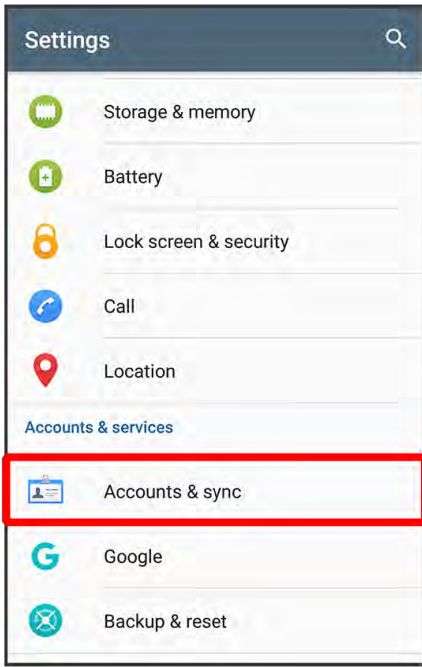 Settings
Storage & memory
Battery
Lock screen & security
Call
Location
Accounts & services
Accounts & sync
Google
Backup & reset